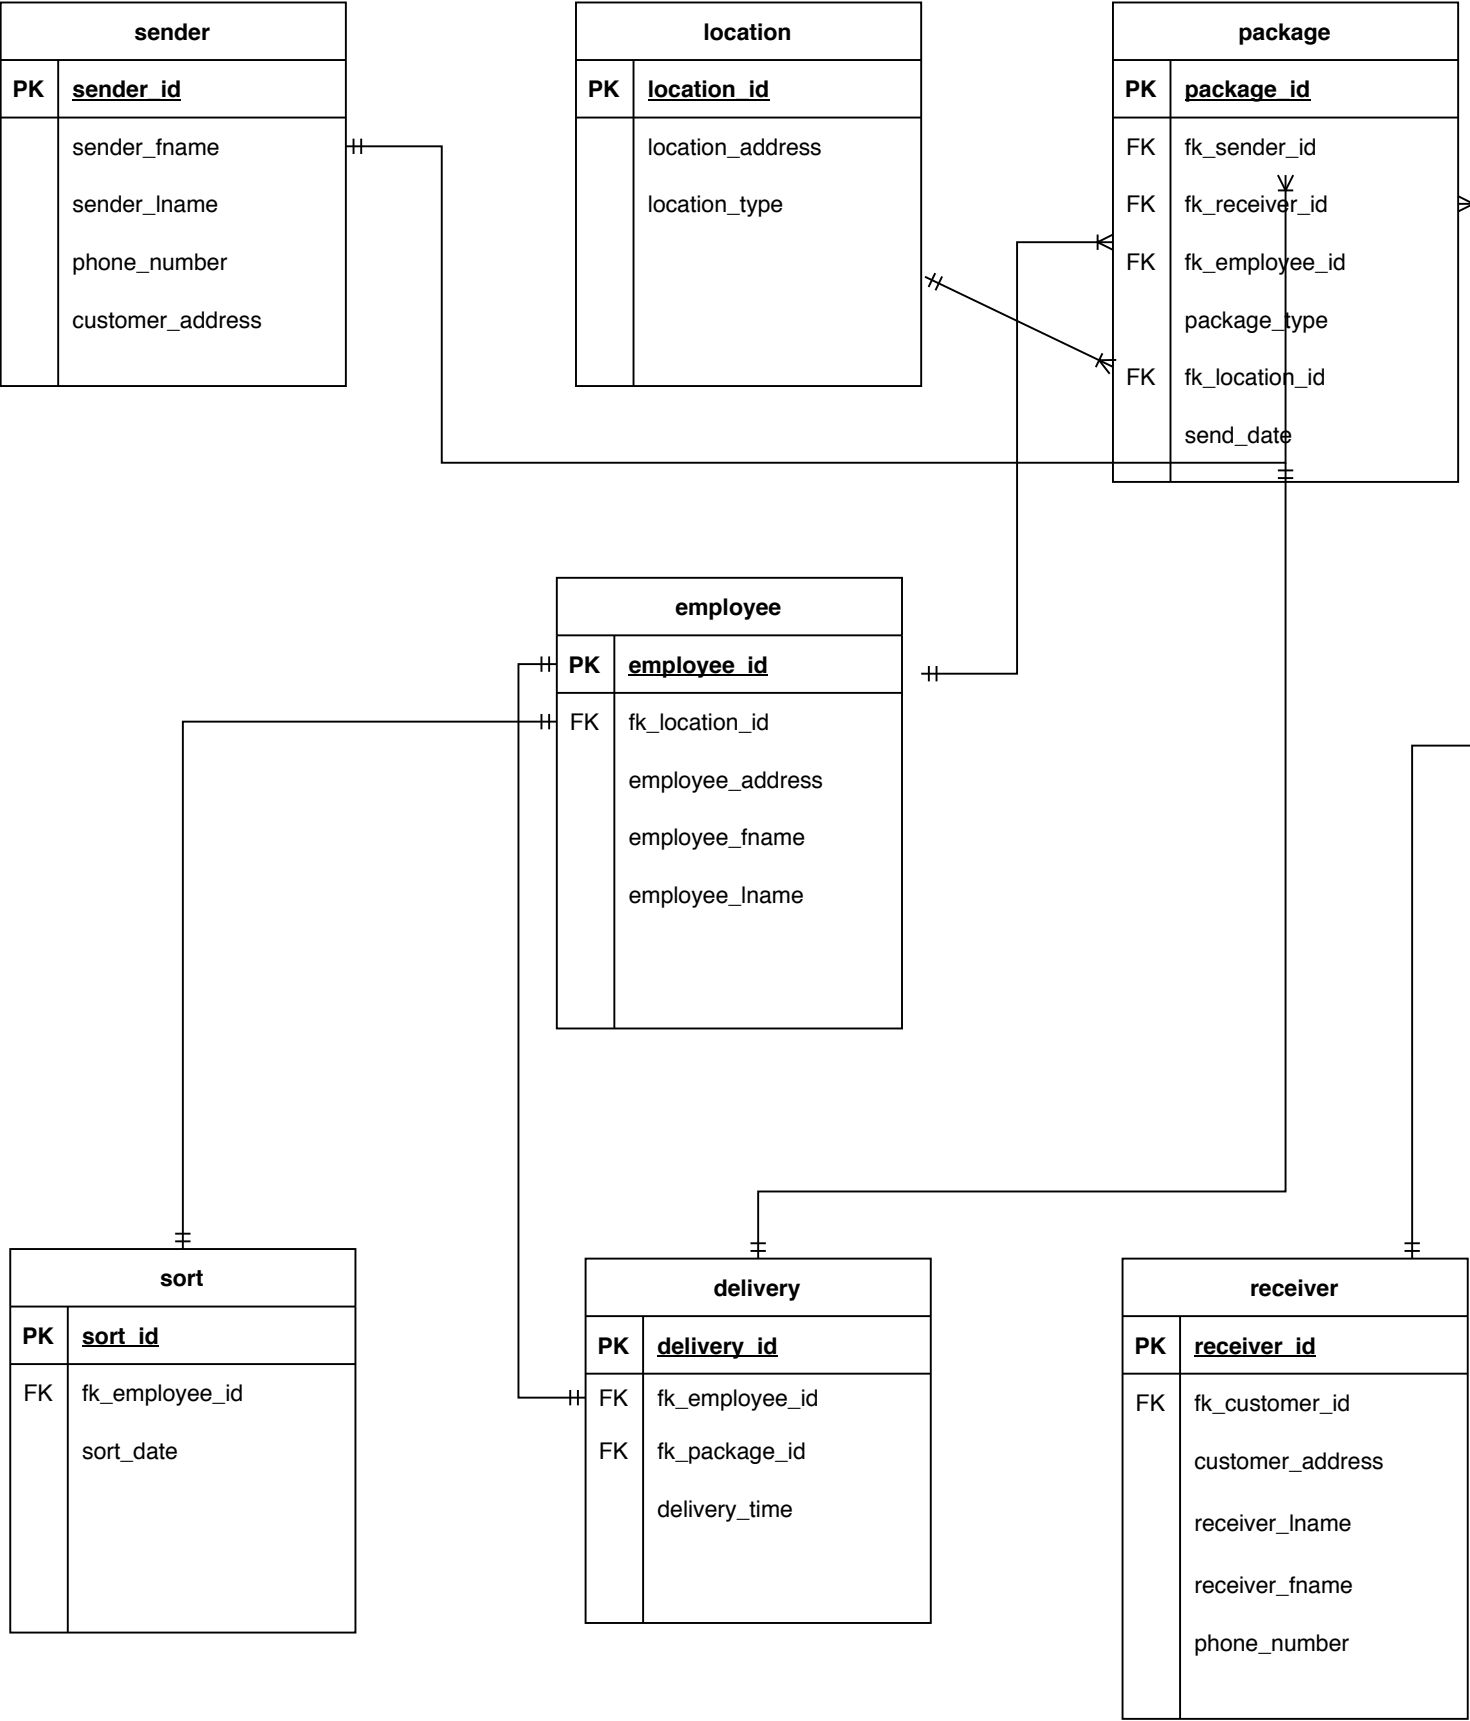 sender
PK sender_id
sender_fname
sender_lname
phone_number
customer_address
location
PK location_id
location_address
location_type
package
PK package_id
FK fk_sender_id
FK fk_receiver_id
FK fk_employee_id
package_type
FK fk_location_id
send_date
employee
PK employee_id
FK fk_location_id
employee_address
employee_fname
employee_lname
sort
PK sort_id
FK fk_employee_id
sort_date
delivery
PK delivery_id
FK fk_employee_id
FK fk_package_id
delivery_time
receiver
PK receiver_id
FK fk_customer_id
customer_address
receiver_lname
receiver_fname
phone_number